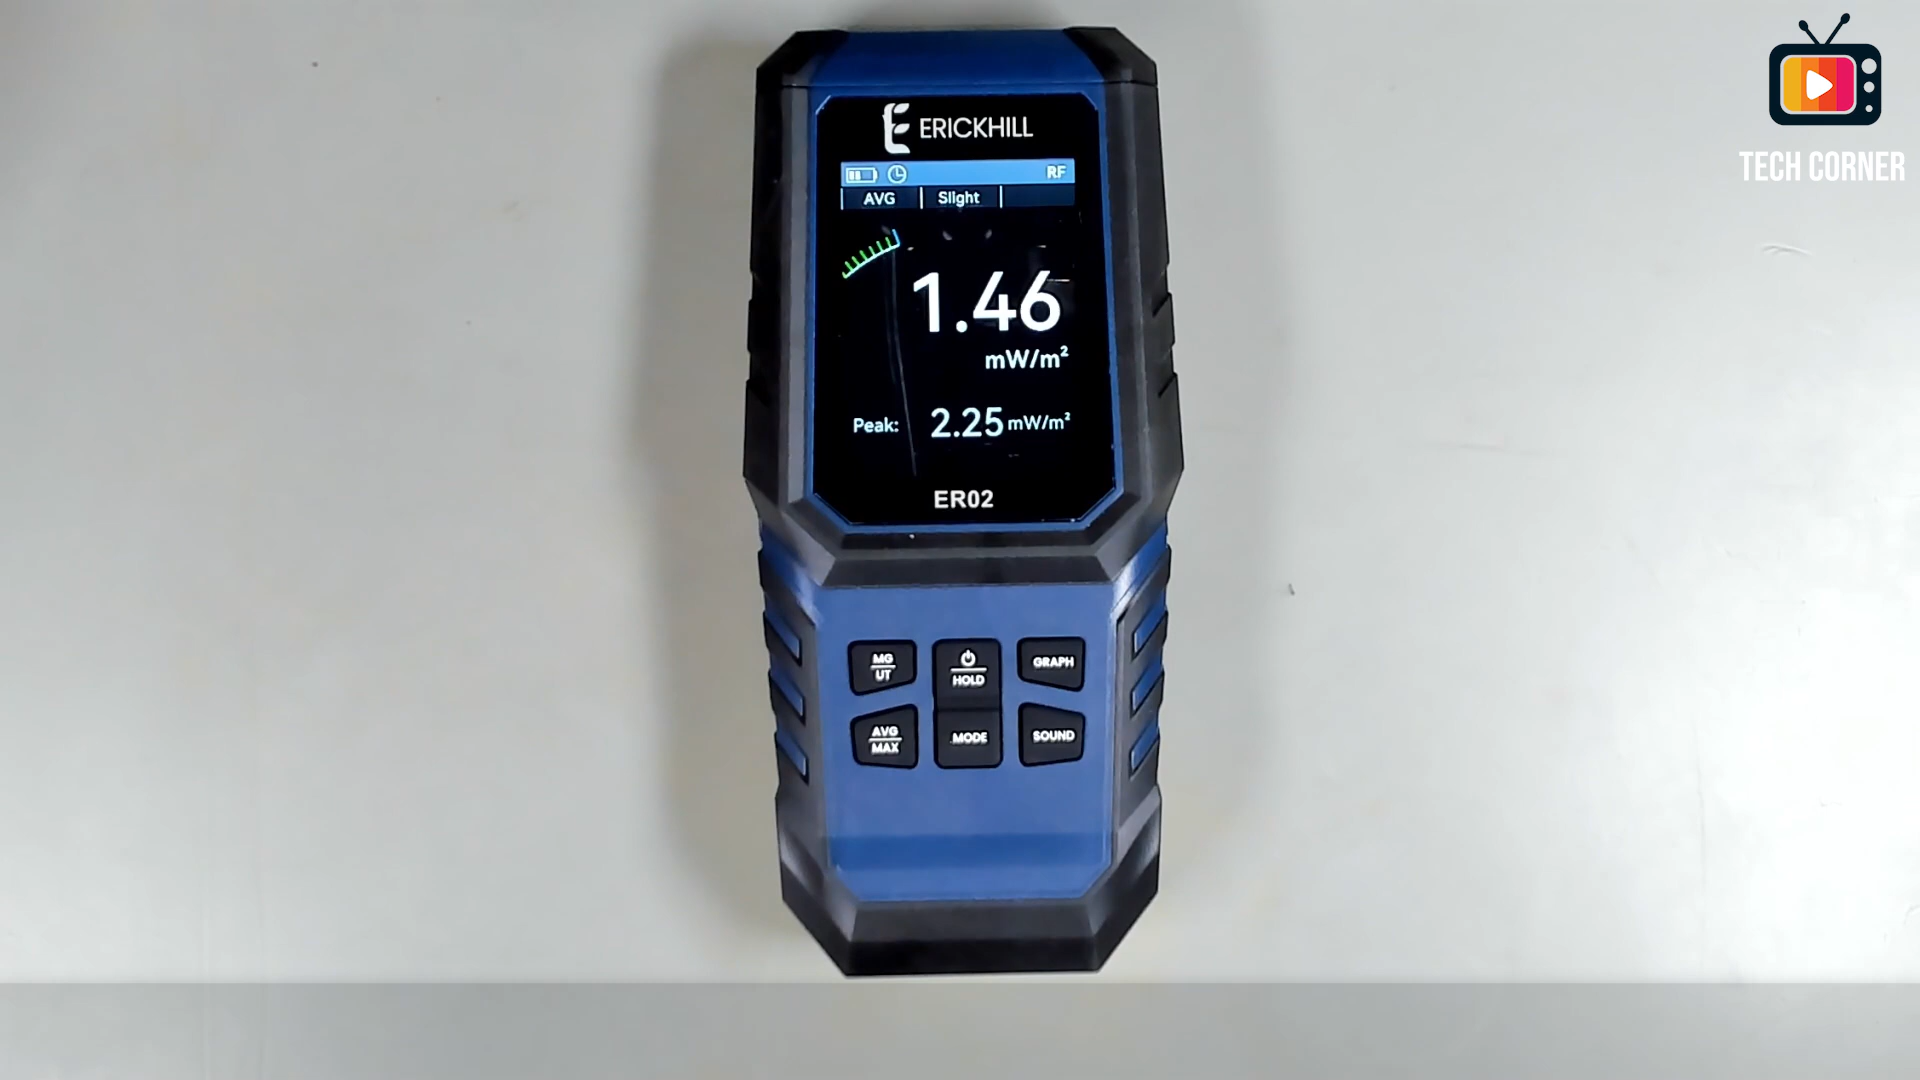 ERICKHILL
RF
AVG Slight
1.46
mW/m²
Peak: 2.25 mW/m²
ER02
MG
UT
HOLD
GRAPH
AVG
MAX
MODE
SOUND
TECH CORNER